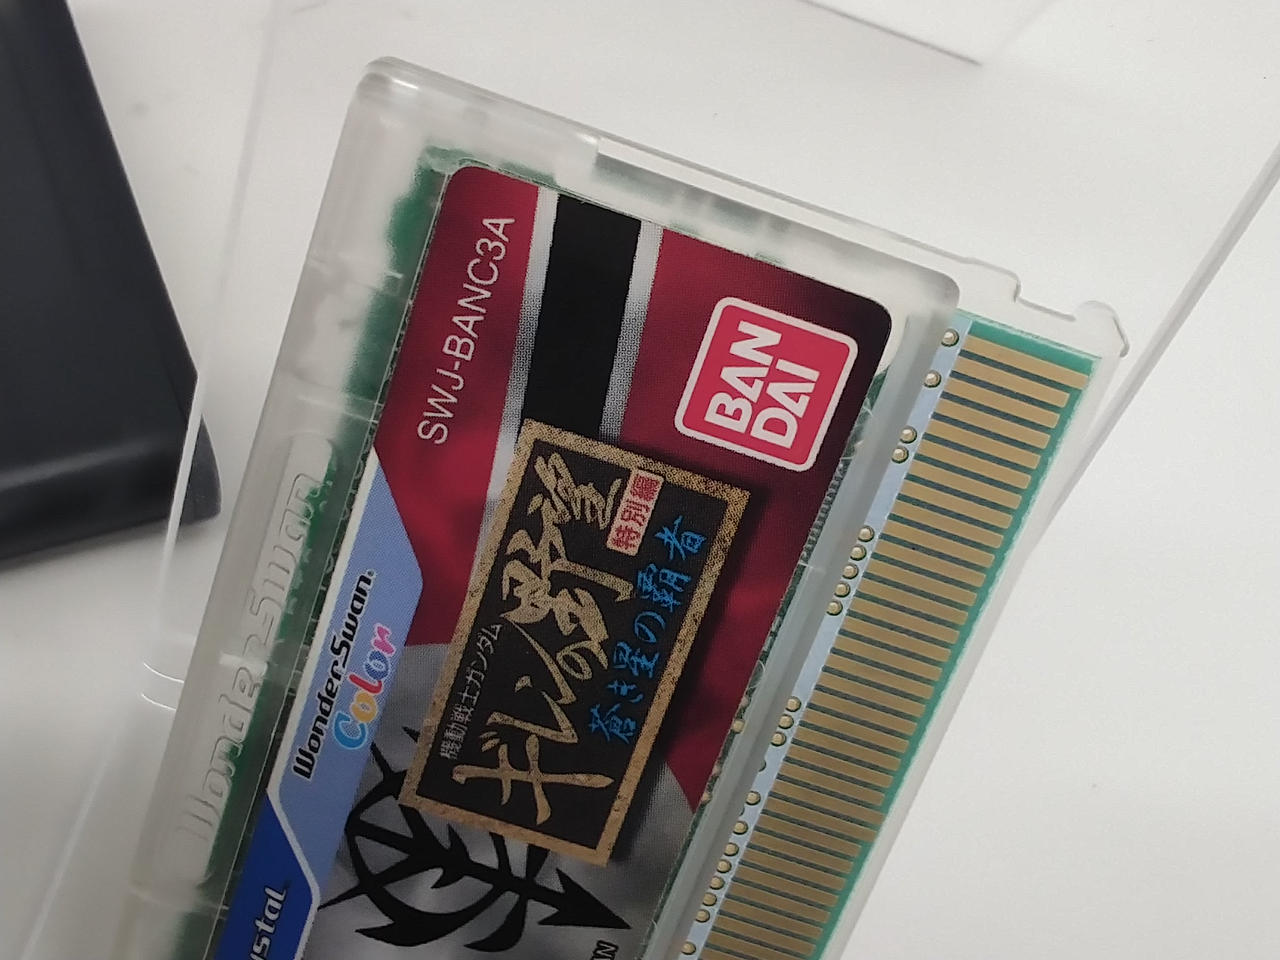 SWJ-BANC3A
BAN
DAI
機動戦士ガンダム
ギレンの野望
特別編
蒼き星の覇者
WonderSwan
Color
WonderSwan